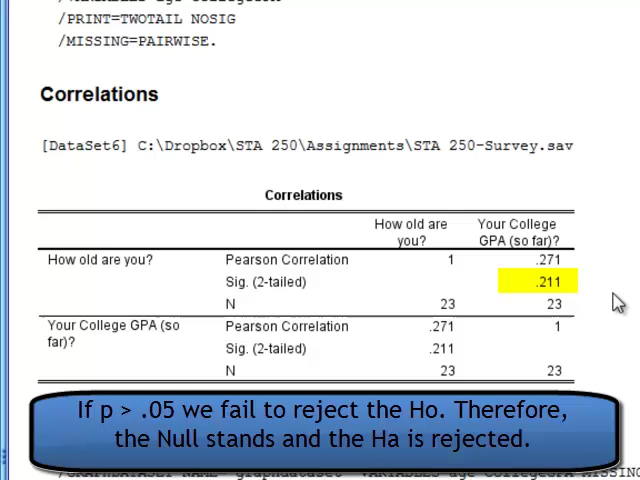 /PRINT=TWOTAIL NOSIG
/MISSING=PAIRWISE.
Correlations
[DataSet6] C:\Dropbox\STA 250\Assignments\STA 250-Survey.sav
Correlations
How old are you? Your College GPA (so far)?
How old are you? Pearson Correlation 1 .271
Sig. (2-tailed) .211
N 23 23
Your College GPA (so far)? Pearson Correlation .271 1
Sig. (2-tailed) .211
N 23 23
If p > .05 we fail to reject the Ho. Therefore,
the Null stands and the Ha is rejected.